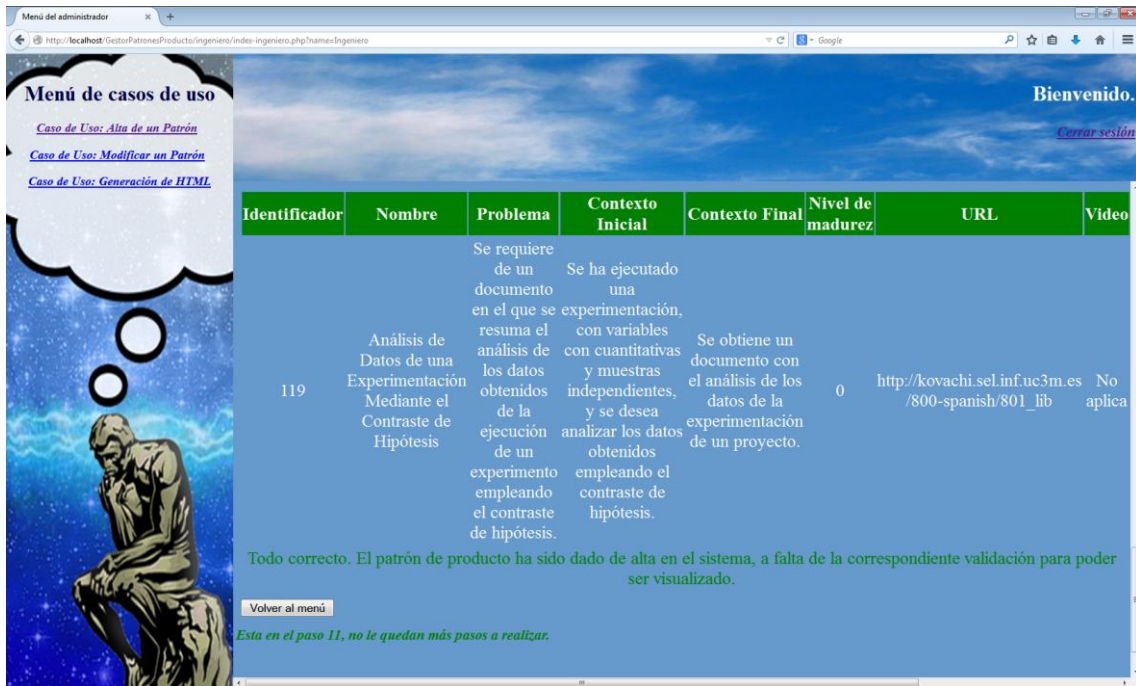 Menú del administrador
http://localhost/GestorPatronesProducto/ingeniero/index-ingeniero.php?name=Ingeniero
Google
Menú de casos de uso
Caso de Uso: Alta de un Patrón
Caso de Uso: Modificar un Patrón
Caso de Uso: Generación de HTML
Bienvenido.
Cerrar sesión
Identificador
Nombre
Problema
Contexto
Inicial
Contexto Final
Nivel de
madurez
URL
Video
119
Análisis de
Datos de una
Experimentación
Mediante el
Contraste de
Hipótesis
Se requiere
de un
documento
en el que se
resuma el
análisis de
los datos
obtenidos
de la
ejecución
de un
experimento
empleando
el contraste
de hipótesis.
Se ha ejecutado
una
experimentación,
con variables
con cuantitativas
y muestras
independientes,
y se desea
analizar los datos
obtenidos
empleando el
contraste de
hipótesis.
Se obtiene un
documento con
el análisis de los
datos de la
experimentación
de un proyecto.
0
http://kovachi.sel.inf.uc3m.es
/800-spanish/801_lib
No
aplica
Todo correcto. El patrón de producto ha sido dado de alta en el sistema, a falta de la correspondiente validación para poder
ser visualizado.
Volver al menú
Esta en el paso 11, no le quedan más pasos a realizar.